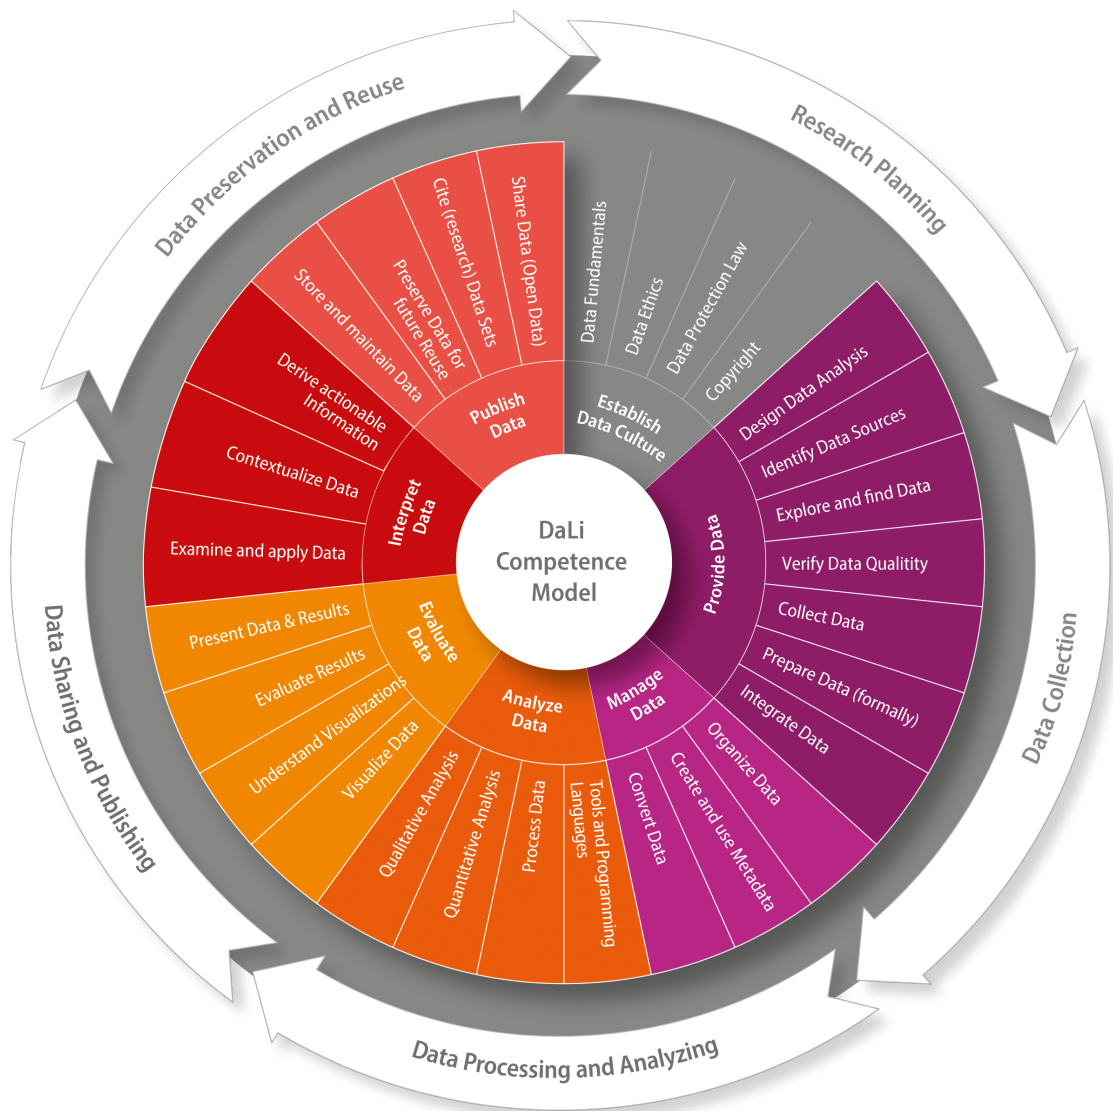 DaLi
Competence
Model
Research Planning
Data Collection
Data Processing and Analyzing
Data Sharing and Publishing
Data Preservation and Reuse
Establish
Data Culture
Data Fundamentals
Data Ethics
Data Protection Law
Copyright
Provide Data
Design Data Analysis
Identify Data Sources
Explore and find Data
Verify Data Qualitity
Collect Data
Prepare Data (formally)
Integrate Data
Manage
Data
Organize Data
Create and use Metadata
Convert Data
Analyze
Data
Tools and Programming
Languages
Process Data
Quantitative Analysis
Qualitative Analysis
Evaluate
Data
Visualize Data
Understand Visualizations
Evaluate Results
Present Data & Results
Interpret
Data
Examine and apply Data
Contextualize Data
Derive actionable
Information
Publish
Data
Store and maintain Data
Preserve Data for
future Reuse
Cite (research) Data Sets
Share Data (Open Data)